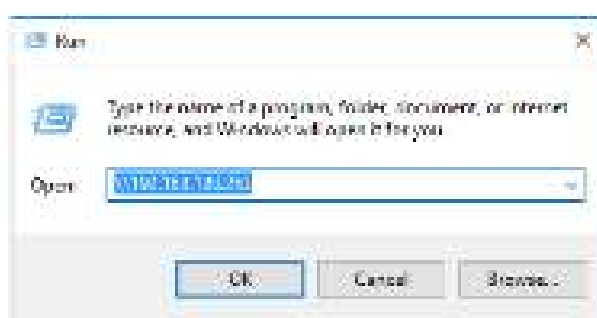 Run
Type the name of a program, folder, document, or Internet
resource, and Windows will open it for you.
Open:
OK
Cancel
Browse...